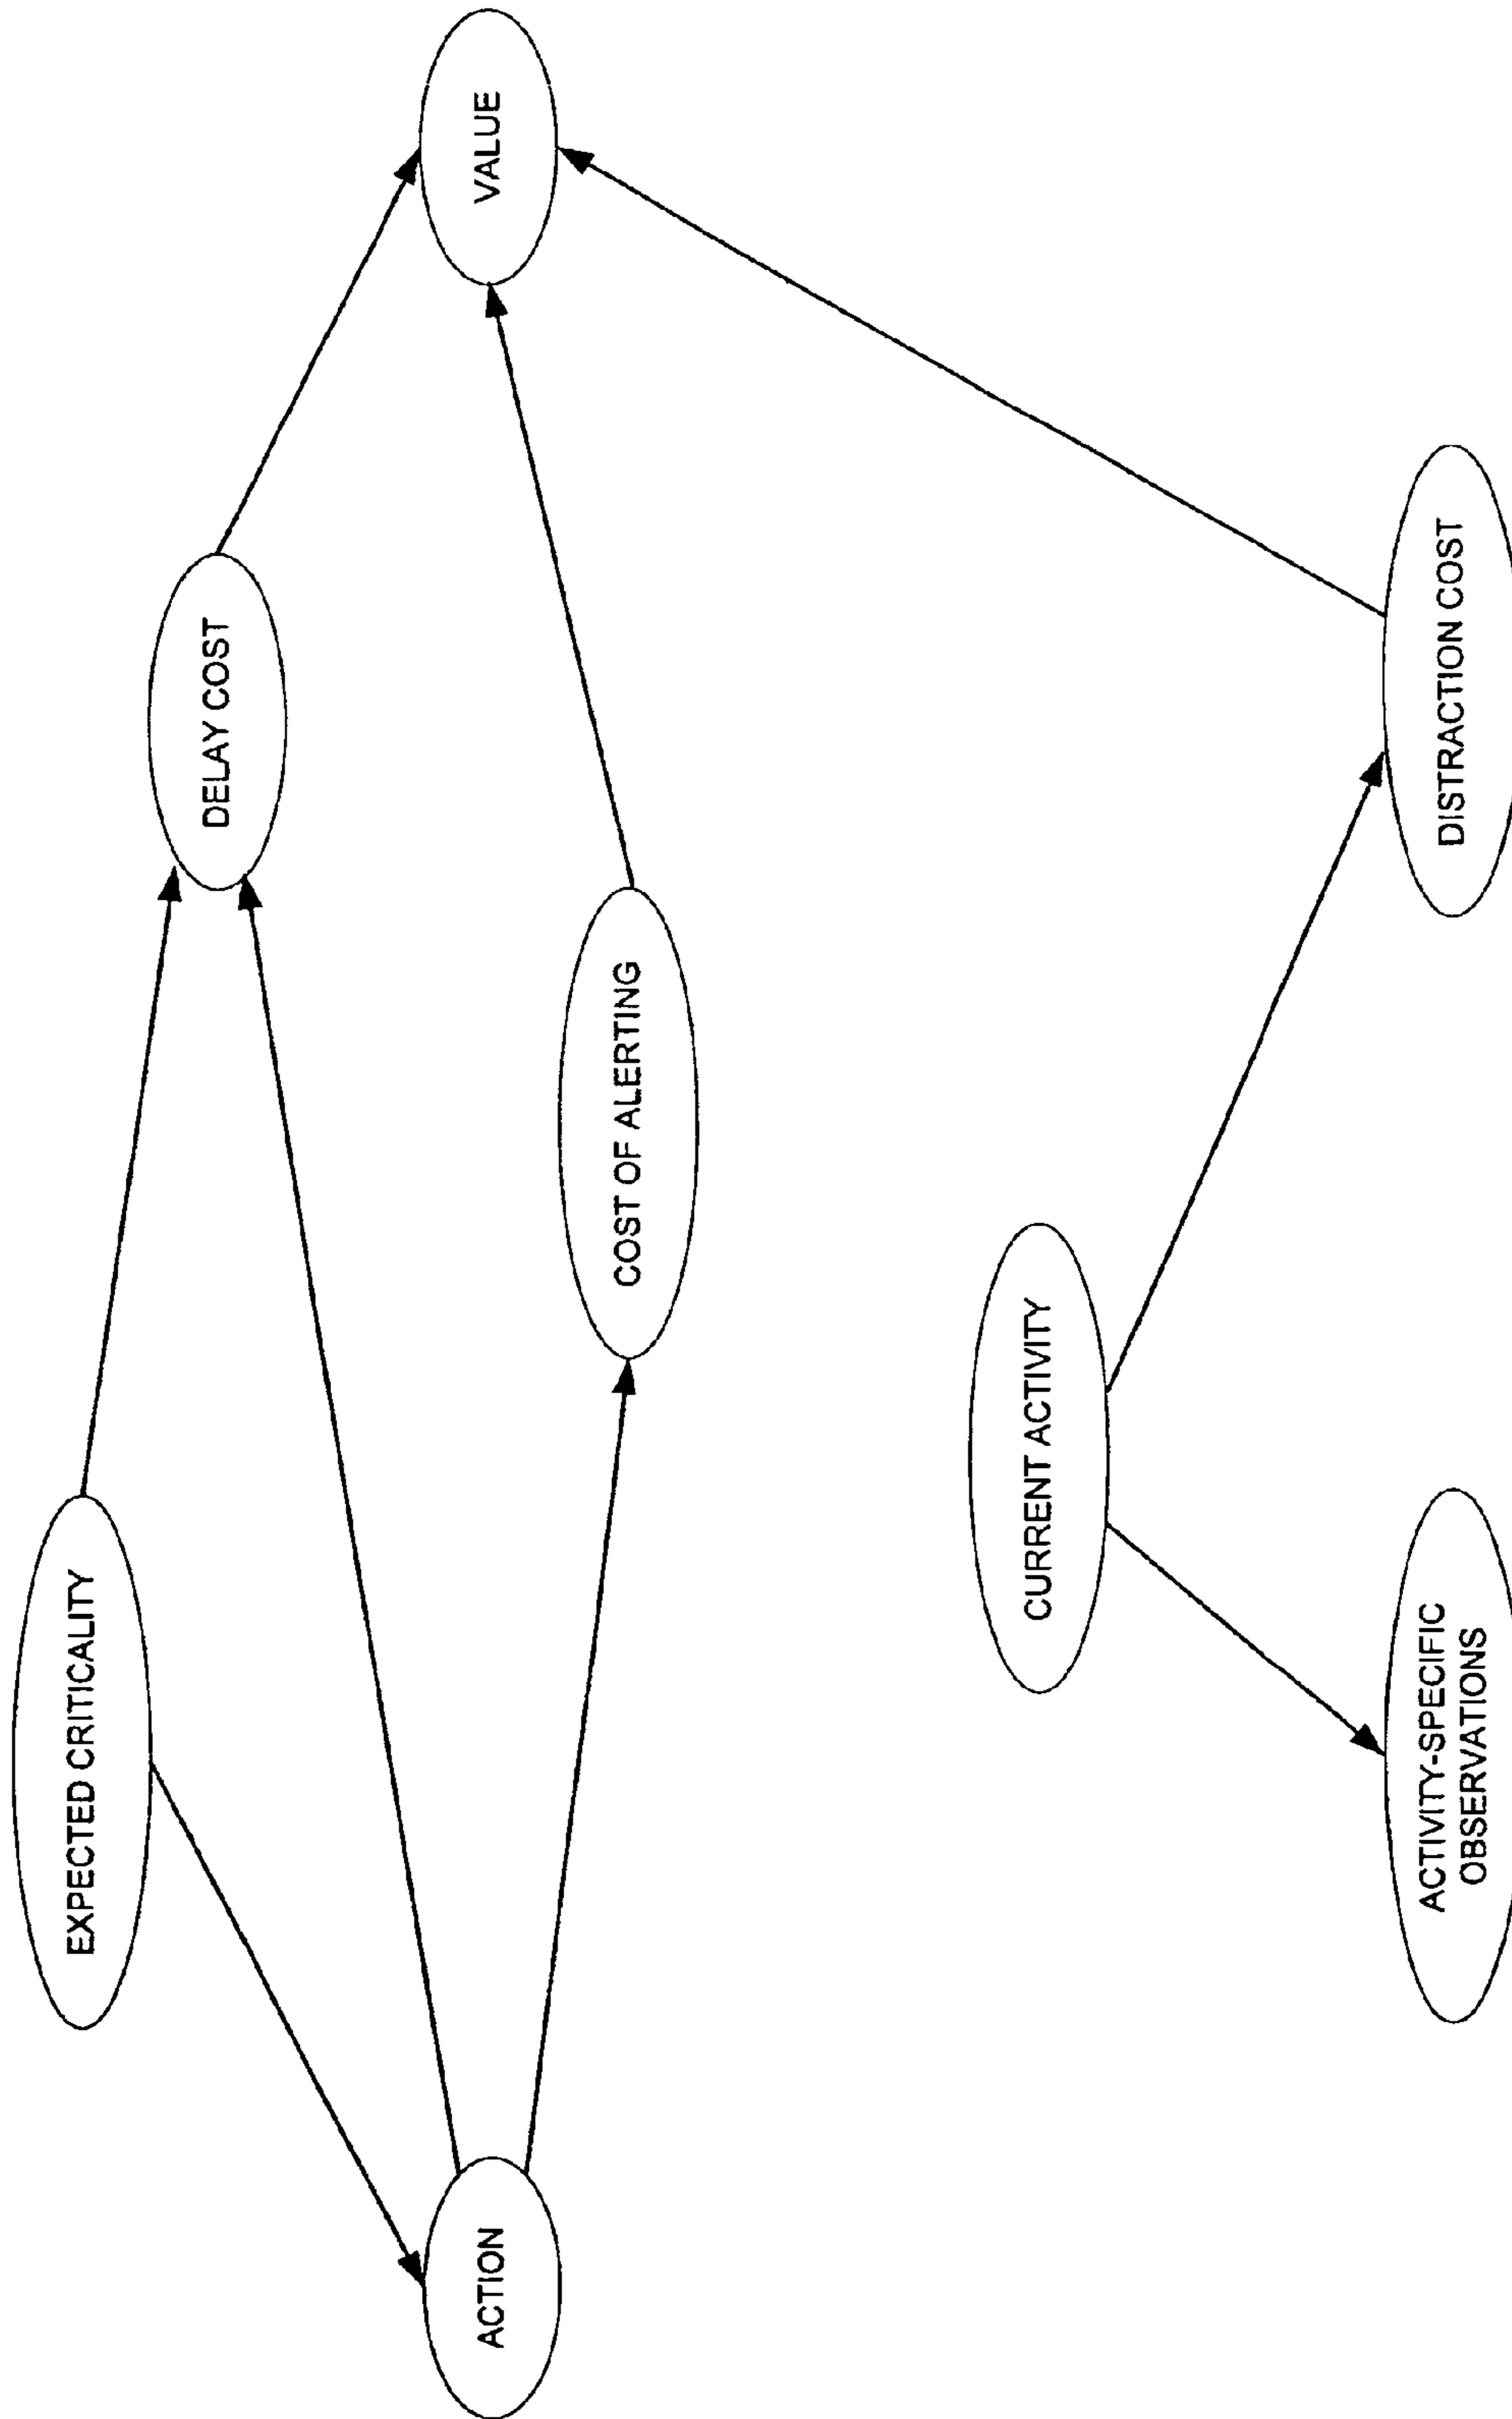 EXPECTED CRITICALITY
DELAY COST
ACTION
VALUE
COST OF ALERTING
CURRENT ACTIVITY
ACTIVITY-SPECIFIC
OBSERVATIONS
DISTRACTION COST